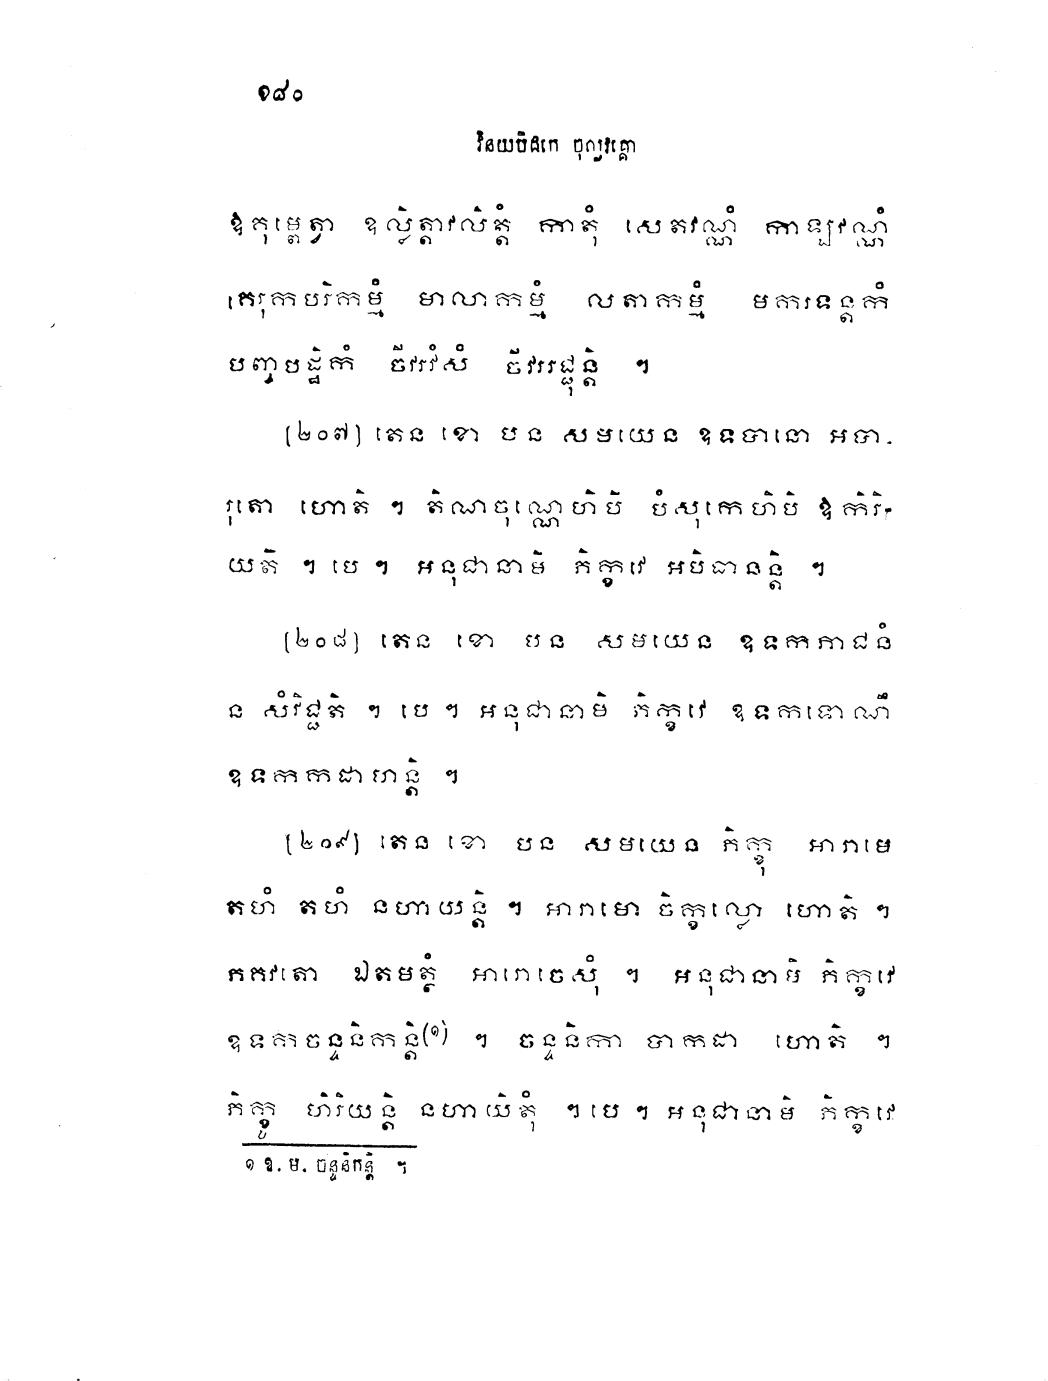 ១៨០
វិនយបិដកេ ចុល្លវគ្គោ
ឱគុម្ពេត្វា ឧល្លិត្តាវលិត្តំ កាតុំ សេតវណ្ណំ កាឡវណ្ណំ
គេរុកបរិកម្មំ មាលាកម្មំ លតាកម្មំ មករទន្តកំ
បញ្ចបដ្ឋិកំ ចីវរវំសំ ចីវររជ្ជុន្តិ ។
[២០៧] តេន ខោ បន សមយេន ឧទបានោ អបា-
រុតោ ហោតិ ។ តិណចុណ្ណេហិបិ បំសុកេហិបិ ឱកិរិ-
យតិ ។ បេ ។ អនុជានាមិ ភិក្ខវេ អបិធានន្តិ ។
[២០៨] តេន ខោ បន សមយេន ឧទកភាជនំ
ន សំវិជ្ជតិ ។ បេ ។ អនុជានាមិ ភិក្ខវេ ឧទកទោណឹ
ឧទកកដាហន្តិ ។
[២០៩] តេន ខោ បន សមយេន ភិក្ខុ អារាមេ
តហំ តហំ នហាយន្តិ ។ អារាមោ ចិក្ខល្លោ ហោតិ ។
ភគវតោ ឯតមត្ថំ អារោចេសុំ ។ អនុជានាមិ ភិក្ខវេ
ឧទកចន្ទនិកន្តិ(១) ។ ចន្ទនិកា បាកដា ហោតិ ។
ភិក្ខូ ហិរិយន្តិ នហាយិតុំ ។ បេ ។ អនុជានាមិ ភិក្ខវេ
១ ឱ. ម. ចន្ទនិកន្តិ ។